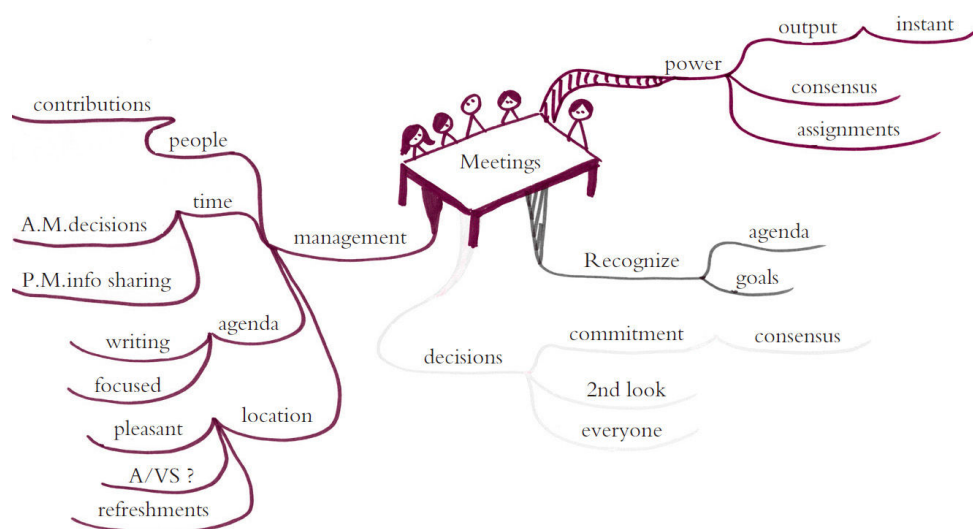 Meetings
power
output
instant
consensus
assignments
Recognize
agenda
goals
decisions
commitment
consensus
2nd look
everyone
management
people
contributions
time
A.M.decisions
P.M.info sharing
agenda
writing
focused
location
pleasant
A/VS ?
refreshments